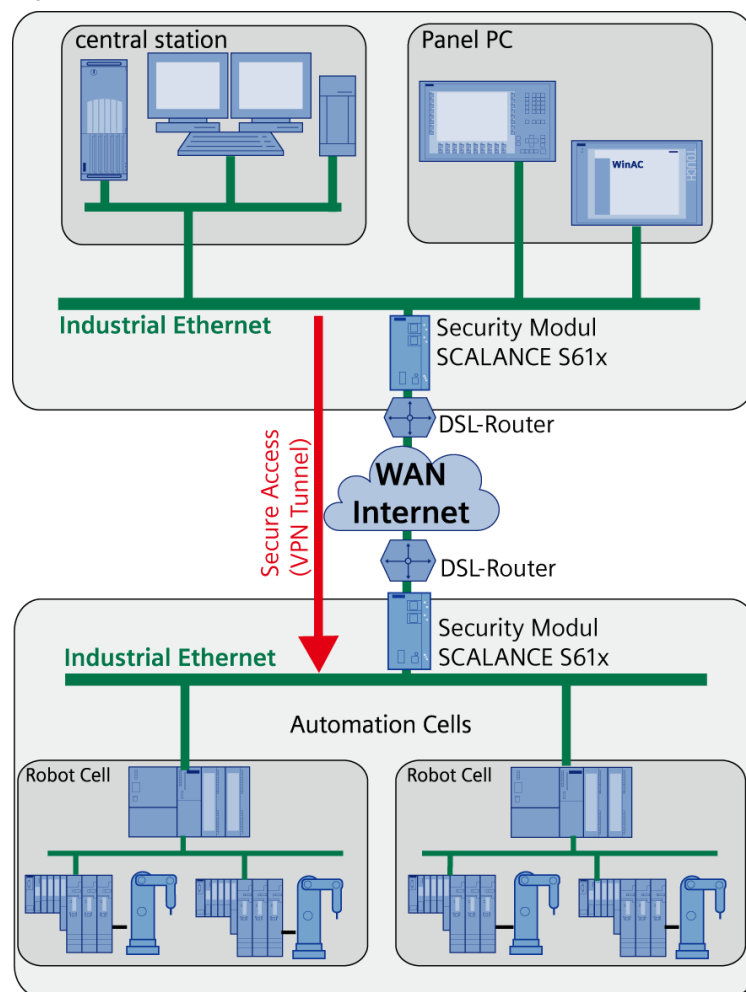 central station
Panel PC
WinAC
TOUCH
Industrial Ethernet
Security Modul
SCALANCE S61x
DSL-Router
Secure Access
(VPN Tunnel)
WAN
Internet
DSL-Router
Security Modul
SCALANCE S61x
Industrial Ethernet
Automation Cells
Robot Cell
Robot Cell